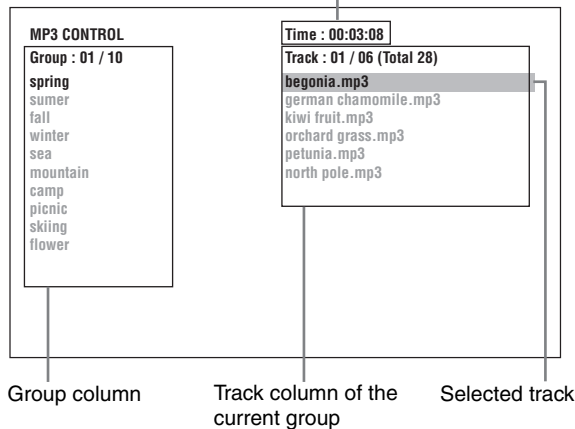 MP3 CONTROL
Group : 01 / 10
spring
sumer
fall
winter
sea
mountain
camp
picnic
skiing
flower
Time : 00:03:08
Track : 01 / 06 (Total 28)
begonia.mp3
german chamomile.mp3
kiwi fruit.mp3
orchard grass.mp3
petunia.mp3
north pole.mp3
Group column
Track column of the
current group
Selected track